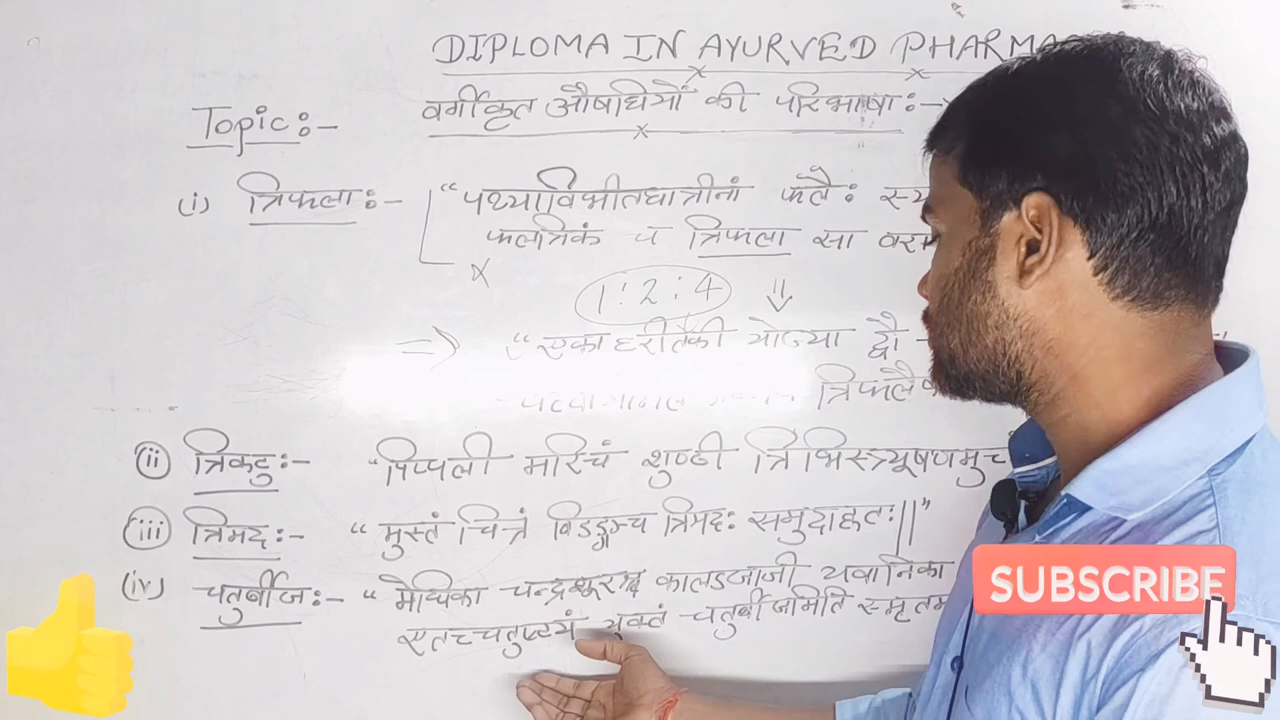 DIPLOMA IN AYURVED PHARMA
Topic:- वर्गीकृत औषधियों की परिभाषा:-
(i) त्रिफला:- "पथ्याविभीतधात्रीनां फलैः स्य
फलत्रिकं च त्रिफला सा वरा
1:2:4
⇒ "एका हरीतकी योज्या द्वौ
त्रिफलैव
(ii) त्रिकटु:- "पिप्पली मरिचं शुण्ठी त्रिभिस्त्र्यूषणमुच
(iii) त्रिमद:- "मुस्तं चित्रं विडङ्गञ्च त्रिमदः समुदाहृतः||"
(iv) चतुर्बीज:- "मेथिका चन्द्रशूरश्च कालाऽजाजी यवानिका
एतच्चतुष्टयं युक्तं चतुर्बीजमिति स्मृतम
SUBSCRIBE